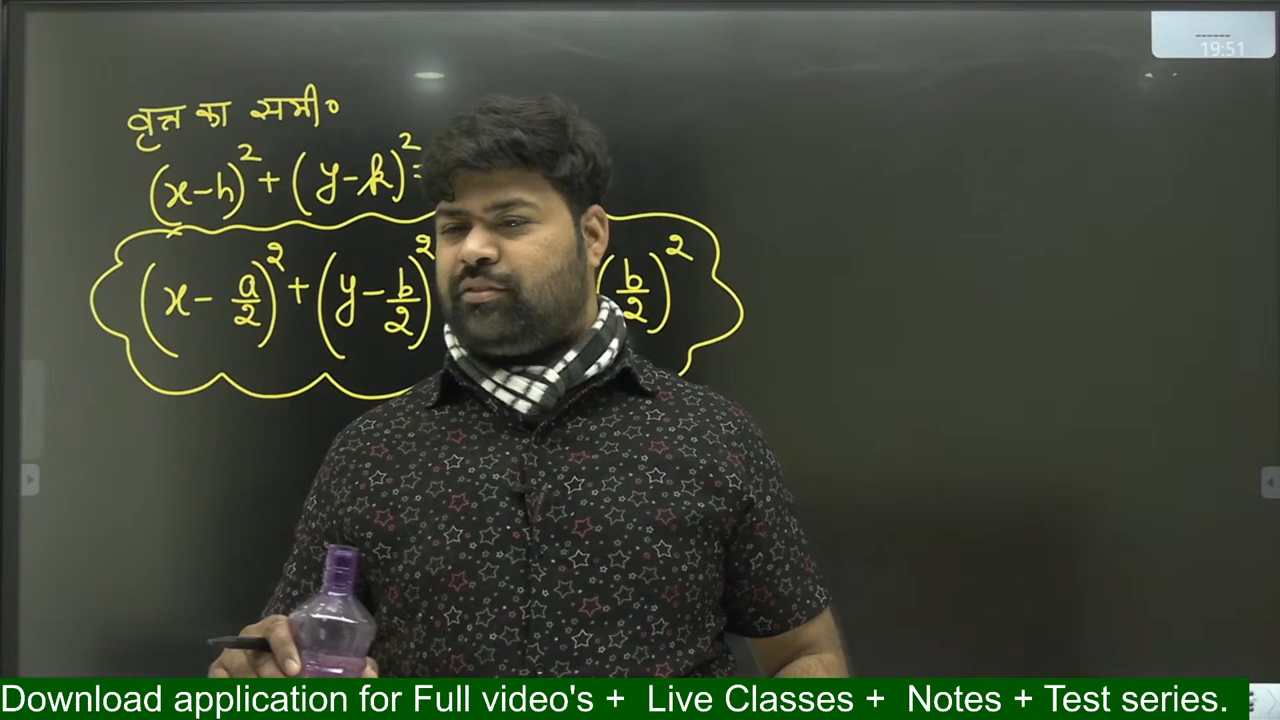 19:51
वृत्त का समी०
(x-h)² + (y-k)² =
(x - a/2)² + (y - b/2)² (b/2)²
Download application for Full video's + Live Classes + Notes + Test series.